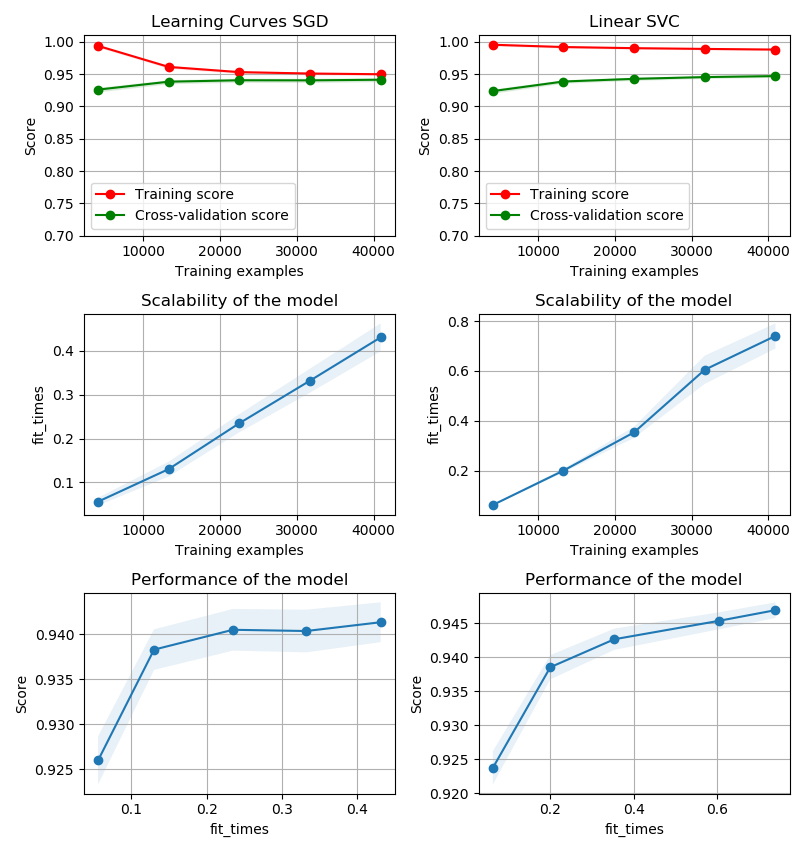 Learning Curves SGD
1.00
0.95
0.90
0.85
0.80
0.75
0.70
Score
Training score
Cross-validation score
10000 20000 30000 40000
Training examples
Linear SVC
1.00
0.95
0.90
0.85
0.80
0.75
0.70
Score
Training score
Cross-validation score
10000 20000 30000 40000
Training examples
Scalability of the model
0.4
0.3
0.2
0.1
fit_times
10000 20000 30000 40000
Training examples
Scalability of the model
0.8
0.6
0.4
0.2
fit_times
10000 20000 30000 40000
Training examples
Performance of the model
0.940
0.935
0.930
0.925
Score
0.1 0.2 0.3 0.4
fit_times
Performance of the model
0.945
0.940
0.935
0.930
0.925
0.920
Score
0.2 0.4 0.6
fit_times